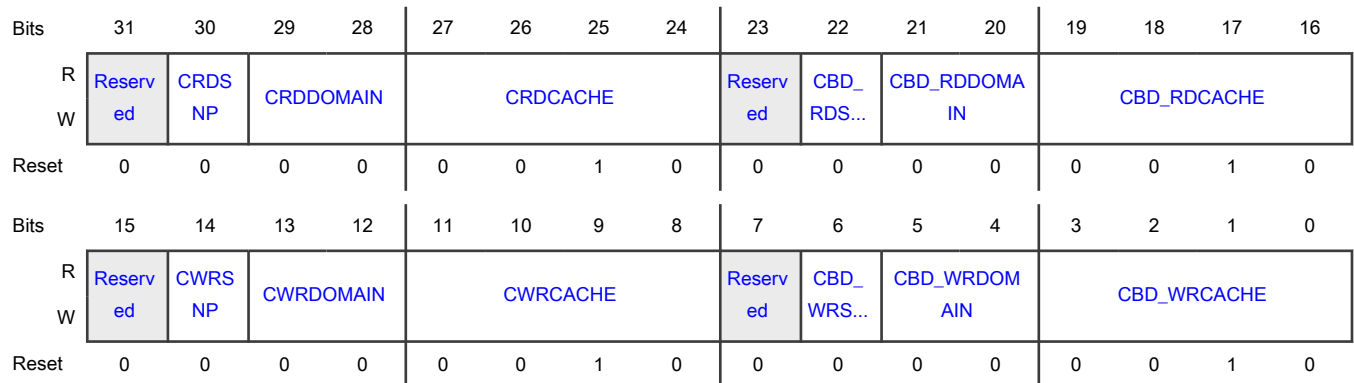 Bits 31 30 29 28 27 26 25 24 23 22 21 20 19 18 17 16
R
W
Reserv
ed
CRDS
NP
CRDDOMAIN
CRDCACHE
Reserv
ed
CBD_
RDS...
CBD_RDDOMA
IN
CBD_RDCACHE
Reset 0 0 0 0 0 0 1 0 0 0 0 0 0 0 1 0
Bits 15 14 13 12 11 10 9 8 7 6 5 4 3 2 1 0
R
W
Reserv
ed
CWRS
NP
CWRDOMAIN
CWRCACHE
Reserv
ed
CBD_
WRS...
CBD_WRDOM
AIN
CBD_WRCACHE
Reset 0 0 0 0 0 0 1 0 0 0 0 0 0 0 1 0